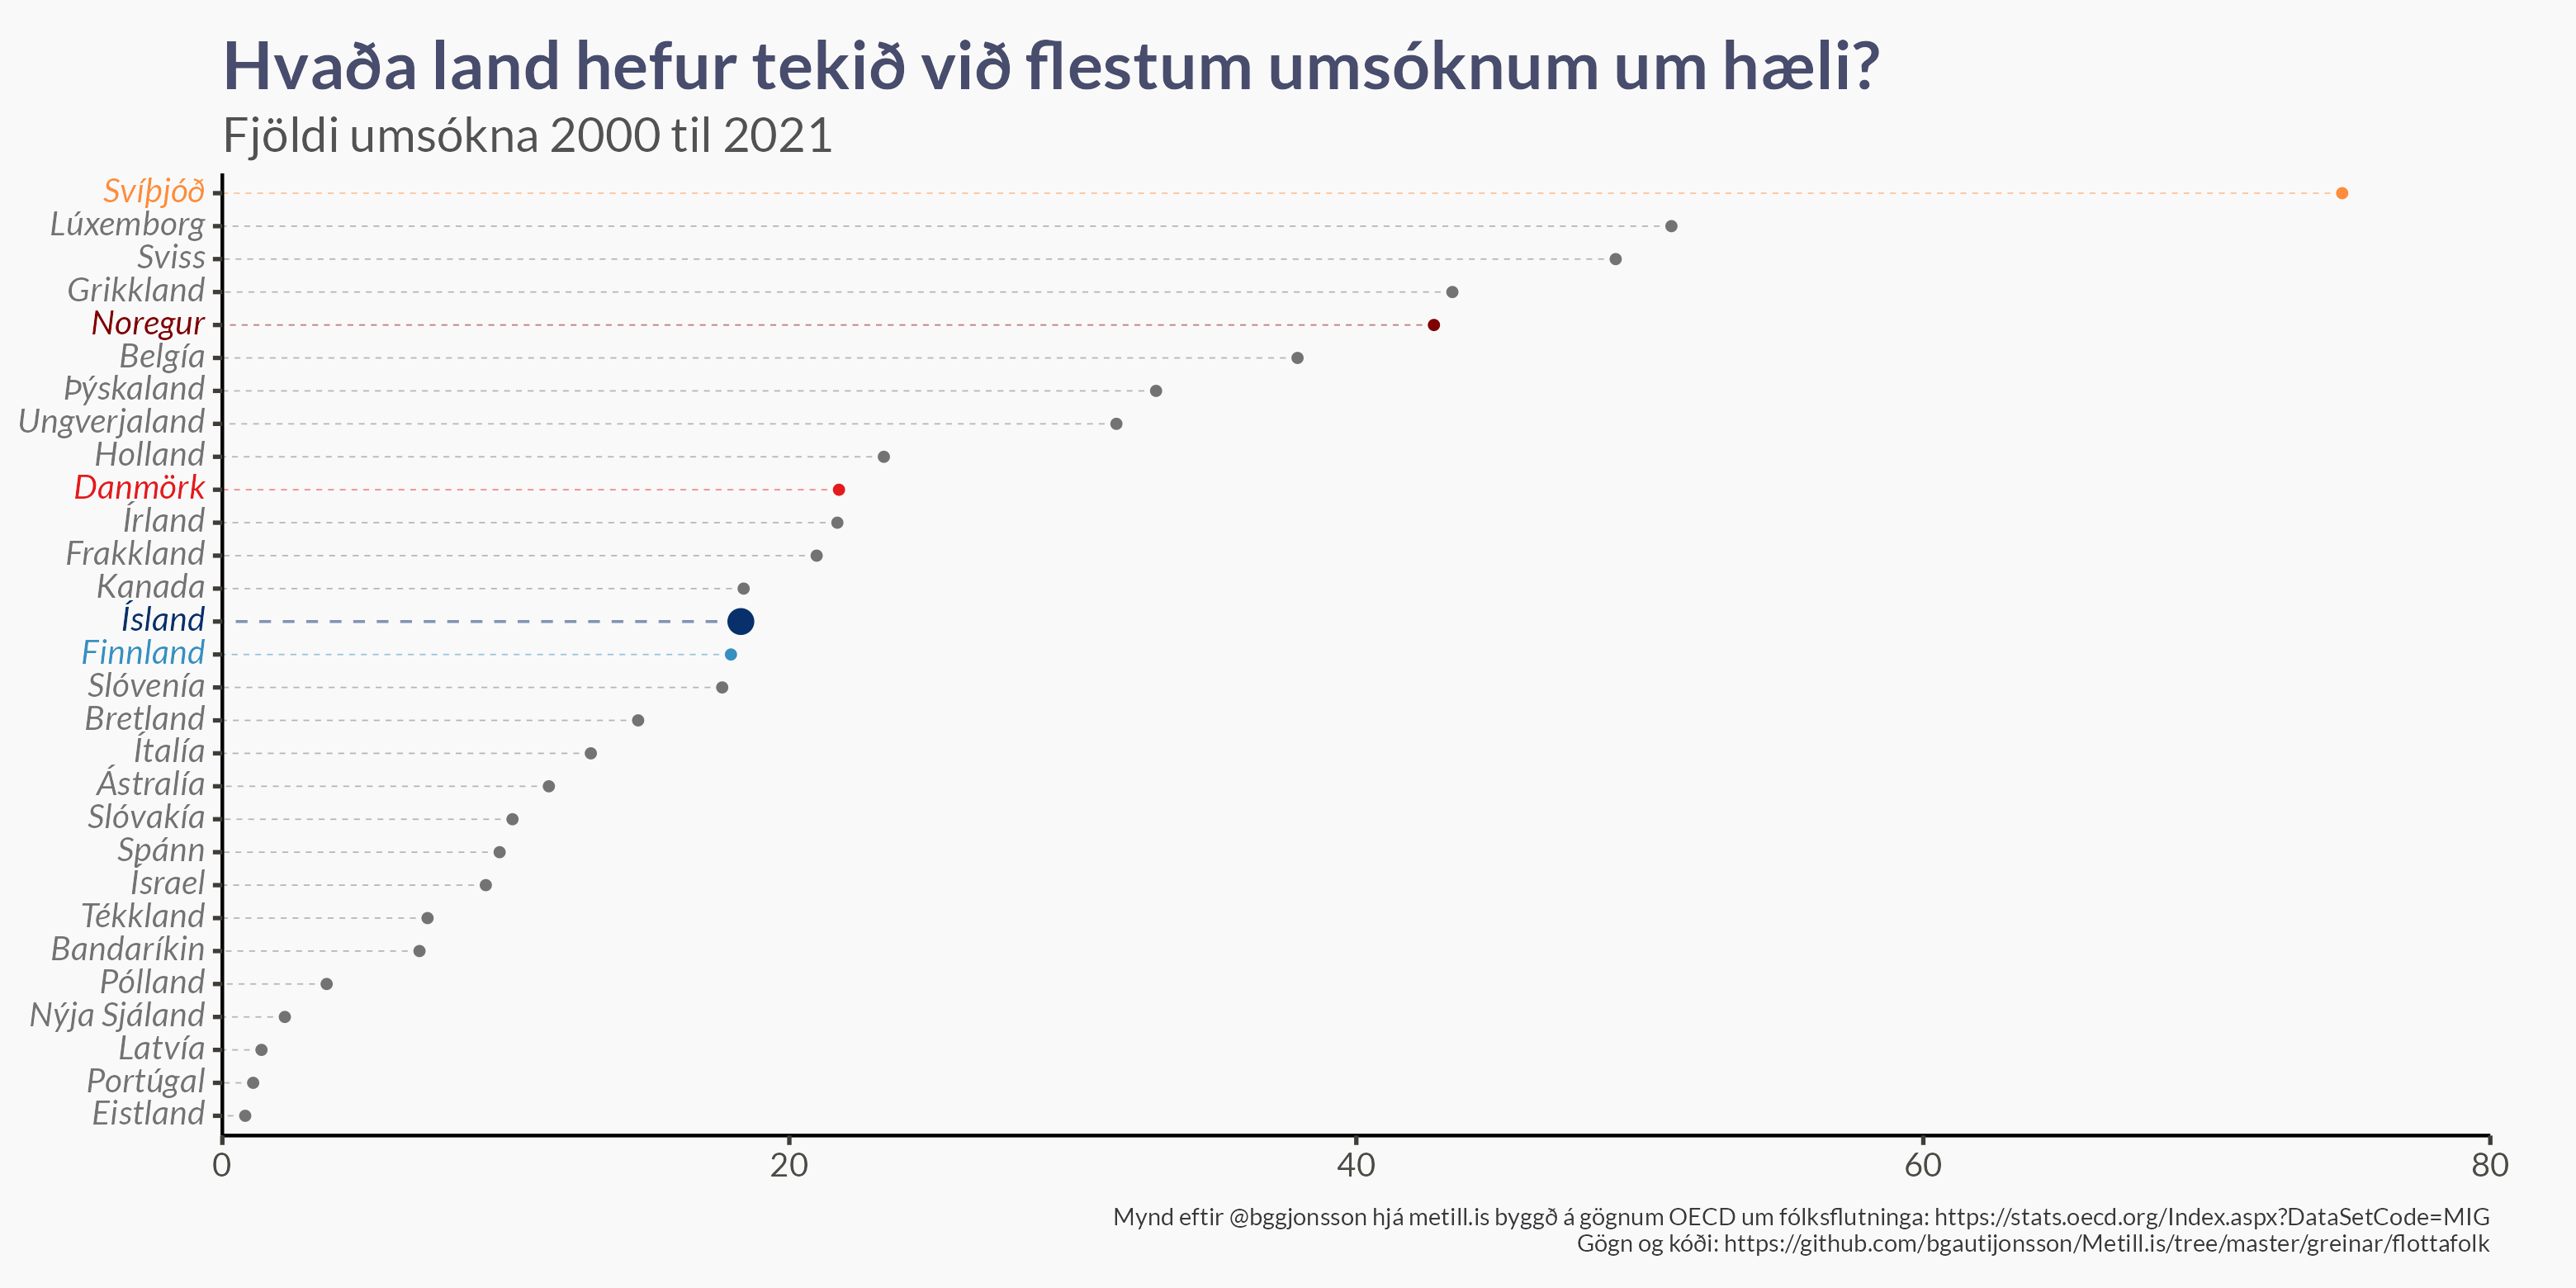 Hvaða land hefur tekið við flestum umsóknum um hæli?
Fjöldi umsókna 2000 til 2021
Svíþjóð
Lúxemborg
Sviss
Grikkland
Noregur
Belgía
Þýskaland
Ungverjaland
Holland
Danmörk
Írland
Frakkland
Kanada
Ísland
Finnland
Slóvenía
Bretland
Ítalía
Ástralía
Slóvakía
Spánn
Ísrael
Tékkland
Bandaríkin
Pólland
Nýja Sjáland
Latvía
Portúgal
Eistland
0 20 40 60 80
Mynd eftir @bggjonsson hjá metill.is byggð á gögnum OECD um fólksflutninga: https://stats.oecd.org/Index.aspx?DataSetCode=MIG
Gögn og kóði: https://github.com/bgautijonsson/Metill.is/tree/master/greinar/flottafolk